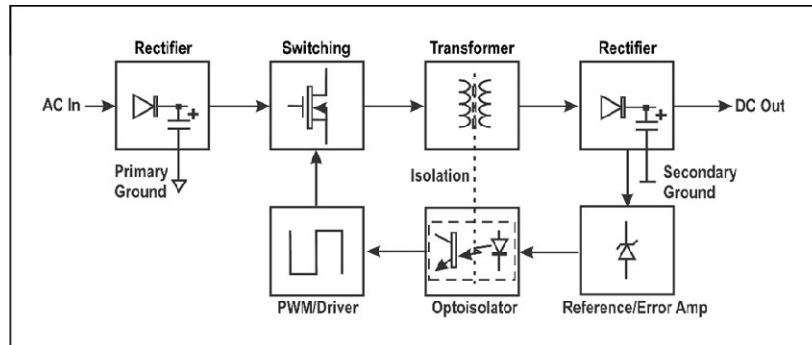 Rectifier
Switching
Transformer
Rectifier
AC In
+
+
DC Out
Primary
Ground
Isolation
Secondary
Ground
PWM/Driver
Optoisolator
Reference/Error Amp